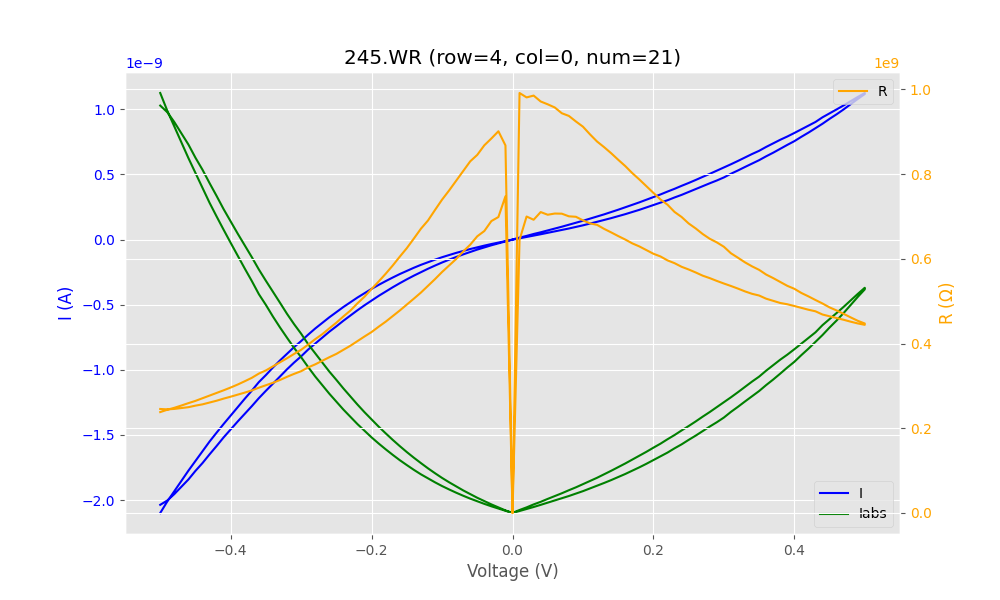 245.WR (row=4, col=0, num=21)
1e−9
1e9
1.0
0.5
0.0
−0.5
−1.0
−1.5
−2.0
I (A)
1.0
0.8
0.6
0.4
0.2
0.0
R (Ω)
R
I
Iabs
−0.4
−0.2
0.0
0.2
0.4
Voltage (V)